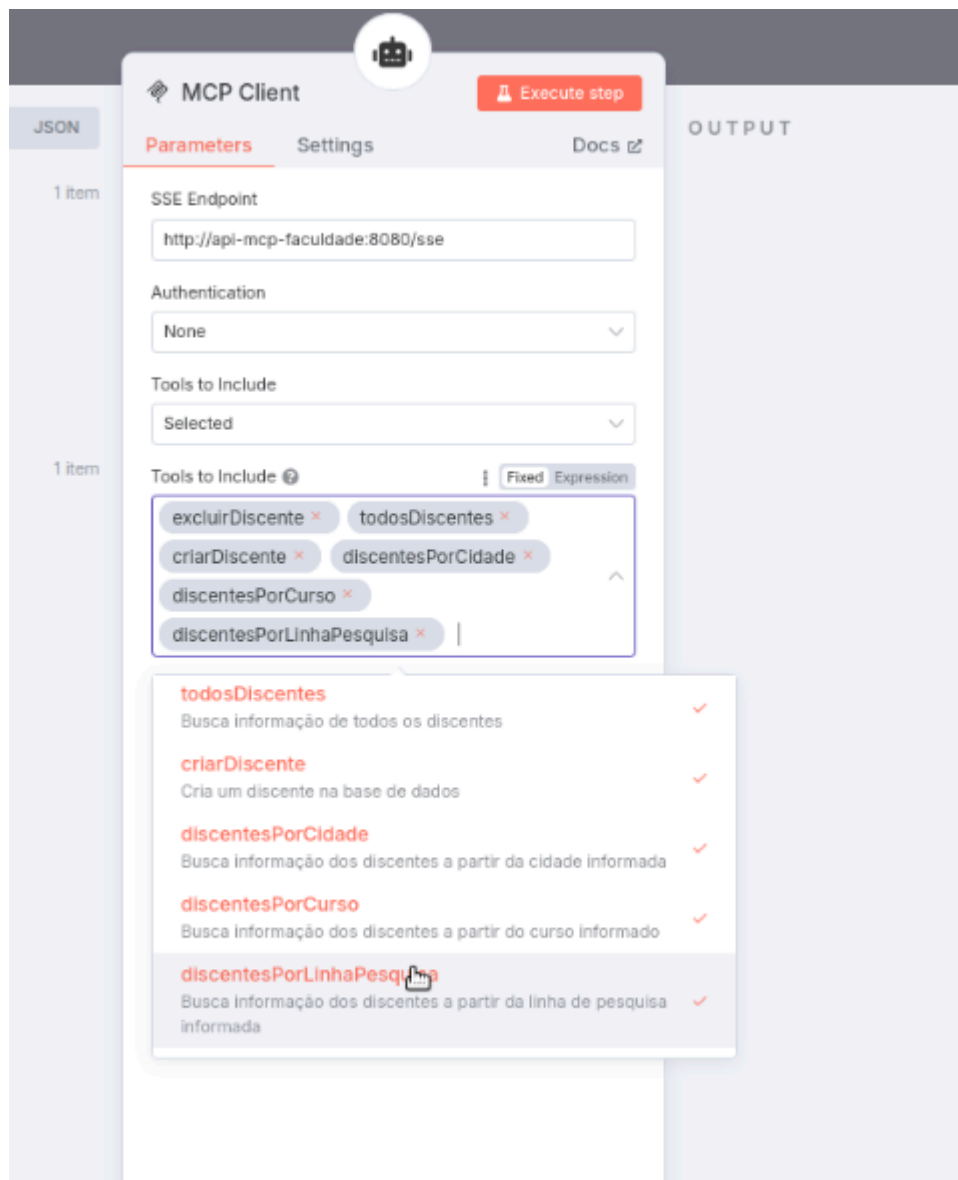 MCP Client
Execute step
JSON
OUTPUT
Parameters
Settings
Docs
1 item
SSE Endpoint
http://api-mcp-faculdade:8080/sse
Authentication
None
Tools to Include
Selected
1 item
Tools to Include
Fixed
Expression
excluirDiscente × todosDiscentes ×
criarDiscente × discentesPorCidade ×
discentesPorCurso ×
discentesPorLinhaPesquisa ×
todosDiscentes
Busca informação de todos os discentes
criarDiscente
Cria um discente na base de dados
discentesPorCidade
Busca informação dos discentes a partir da cidade informada
discentesPorCurso
Busca informação dos discentes a partir do curso informado
discentesPorLinhaPesquisa
Busca informação dos discentes a partir da linha de pesquisa
informada